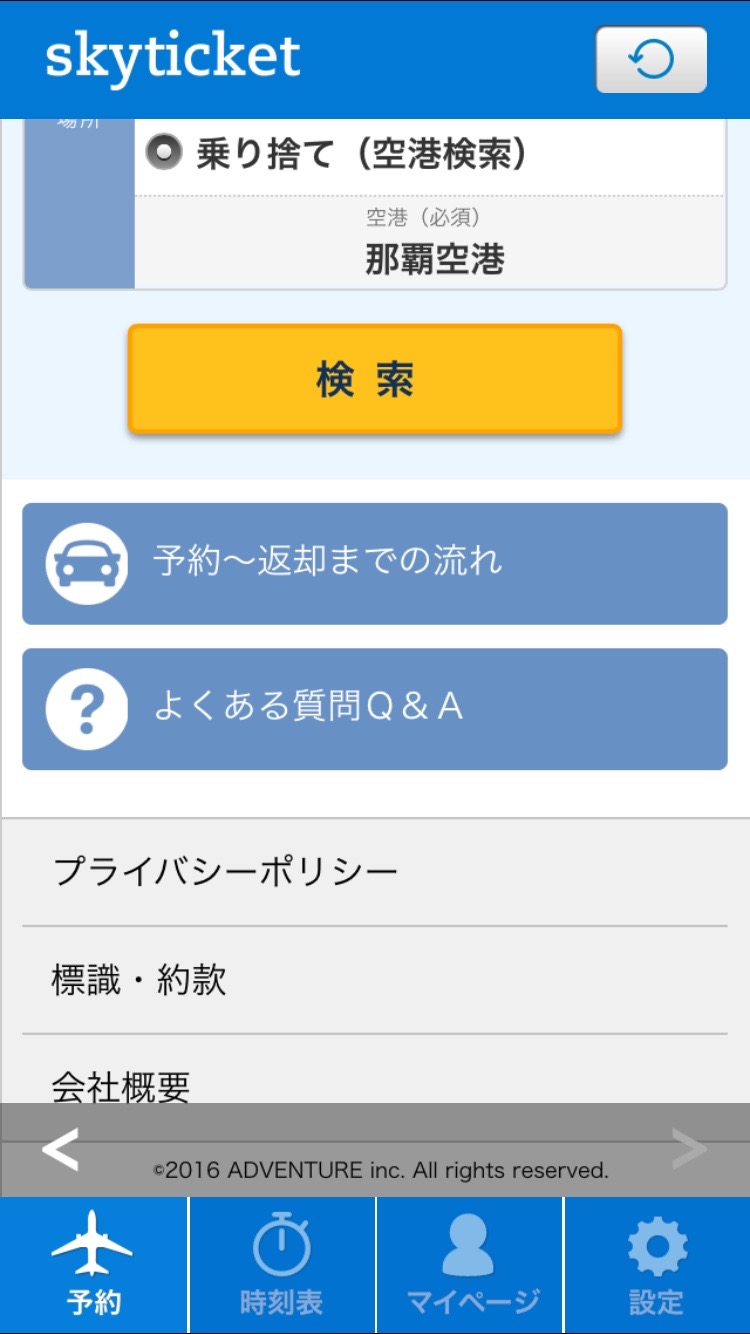 skyticket
場所
乗り捨て（空港検索）
空港（必須）
那覇空港
検索
予約～返却までの流れ
よくある質問Ｑ＆Ａ
プライバシーポリシー
標識・約款
会社概要
©2016 ADVENTURE inc. All rights reserved.
予約
時刻表
マイページ
設定